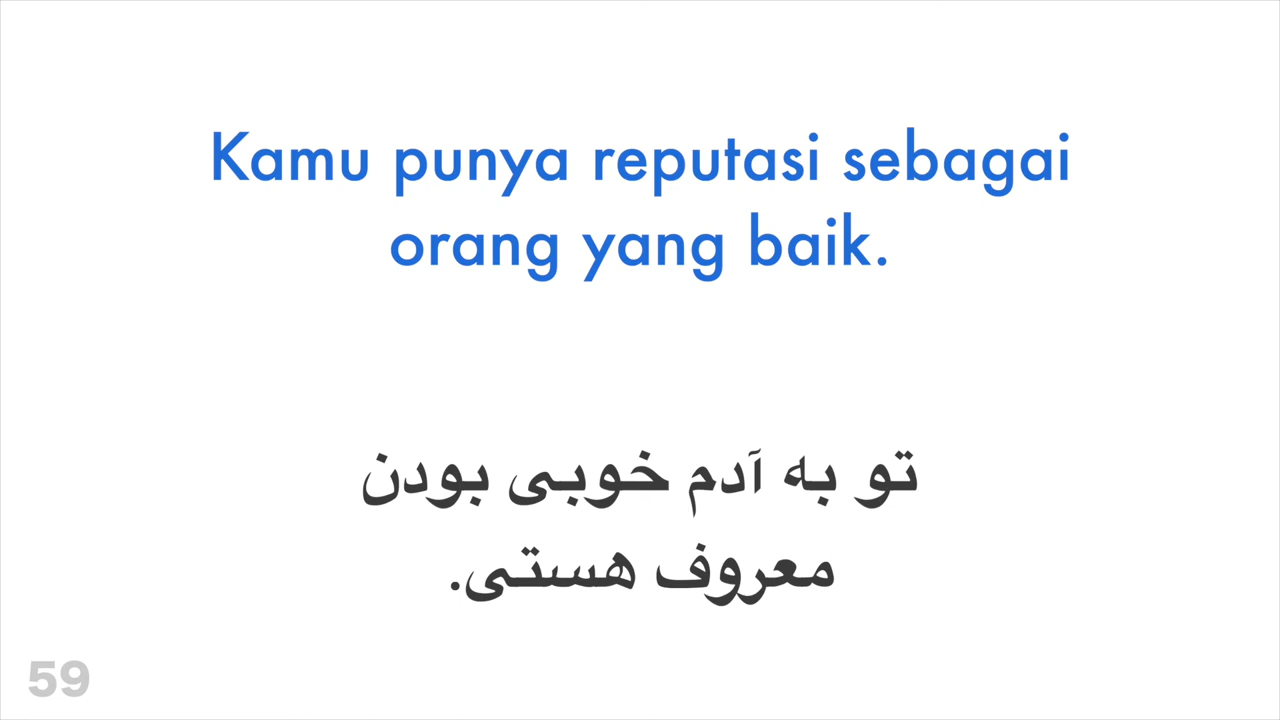 Kamu punya reputasi sebagai
orang yang baik.
تو به آدم خوبی بودن
معروف هستی.
59